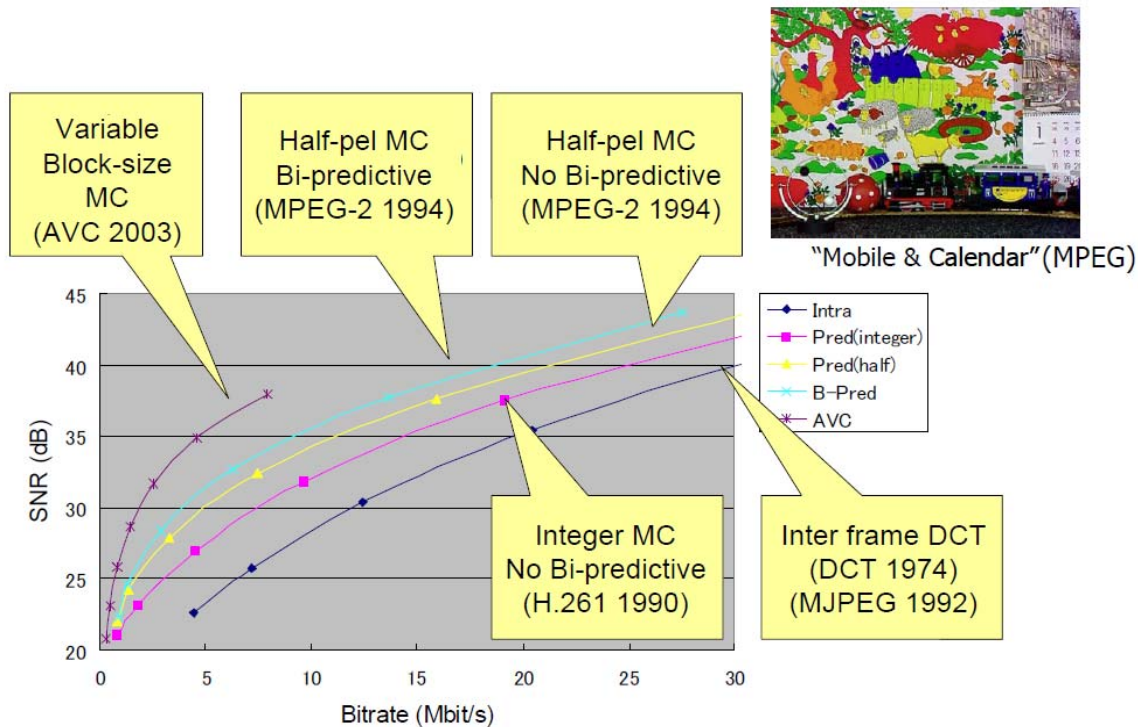 Variable
Block-size
MC
(AVC 2003)
Half-pel MC
Bi-predictive
(MPEG-2 1994)
Half-pel MC
No Bi-predictive
(MPEG-2 1994)
"Mobile & Calendar"(MPEG)
45
40
35
30
25
20
SNR (dB)
0 5 10 15 20 25 30
Bitrate (Mbit/s)
Intra
Pred(integer)
Pred(half)
B-Pred
AVC
Integer MC
No Bi-predictive
(H.261 1990)
Inter frame DCT
(DCT 1974)
(MJPEG 1992)